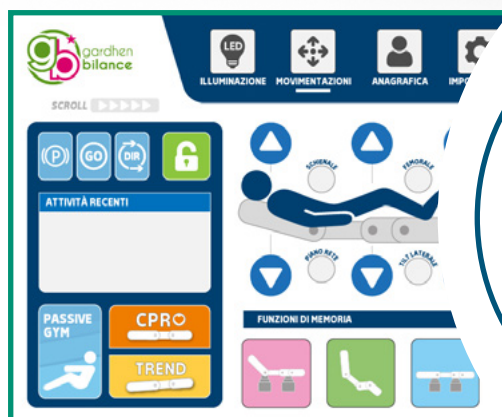 gardhen
bilance
LED
ILLUMINAZIONE
MOVIMENTAZIONI
ANAGRAFICA
SCROLL
(P)
GO
DIR
ATTIVITÀ RECENTI
SCHIENALE
FEMORALE
PIANO RETE
TILT LATERALE
PASSIVE
GYM
CPR
TREND
FUNZIONI DI MEMORIA